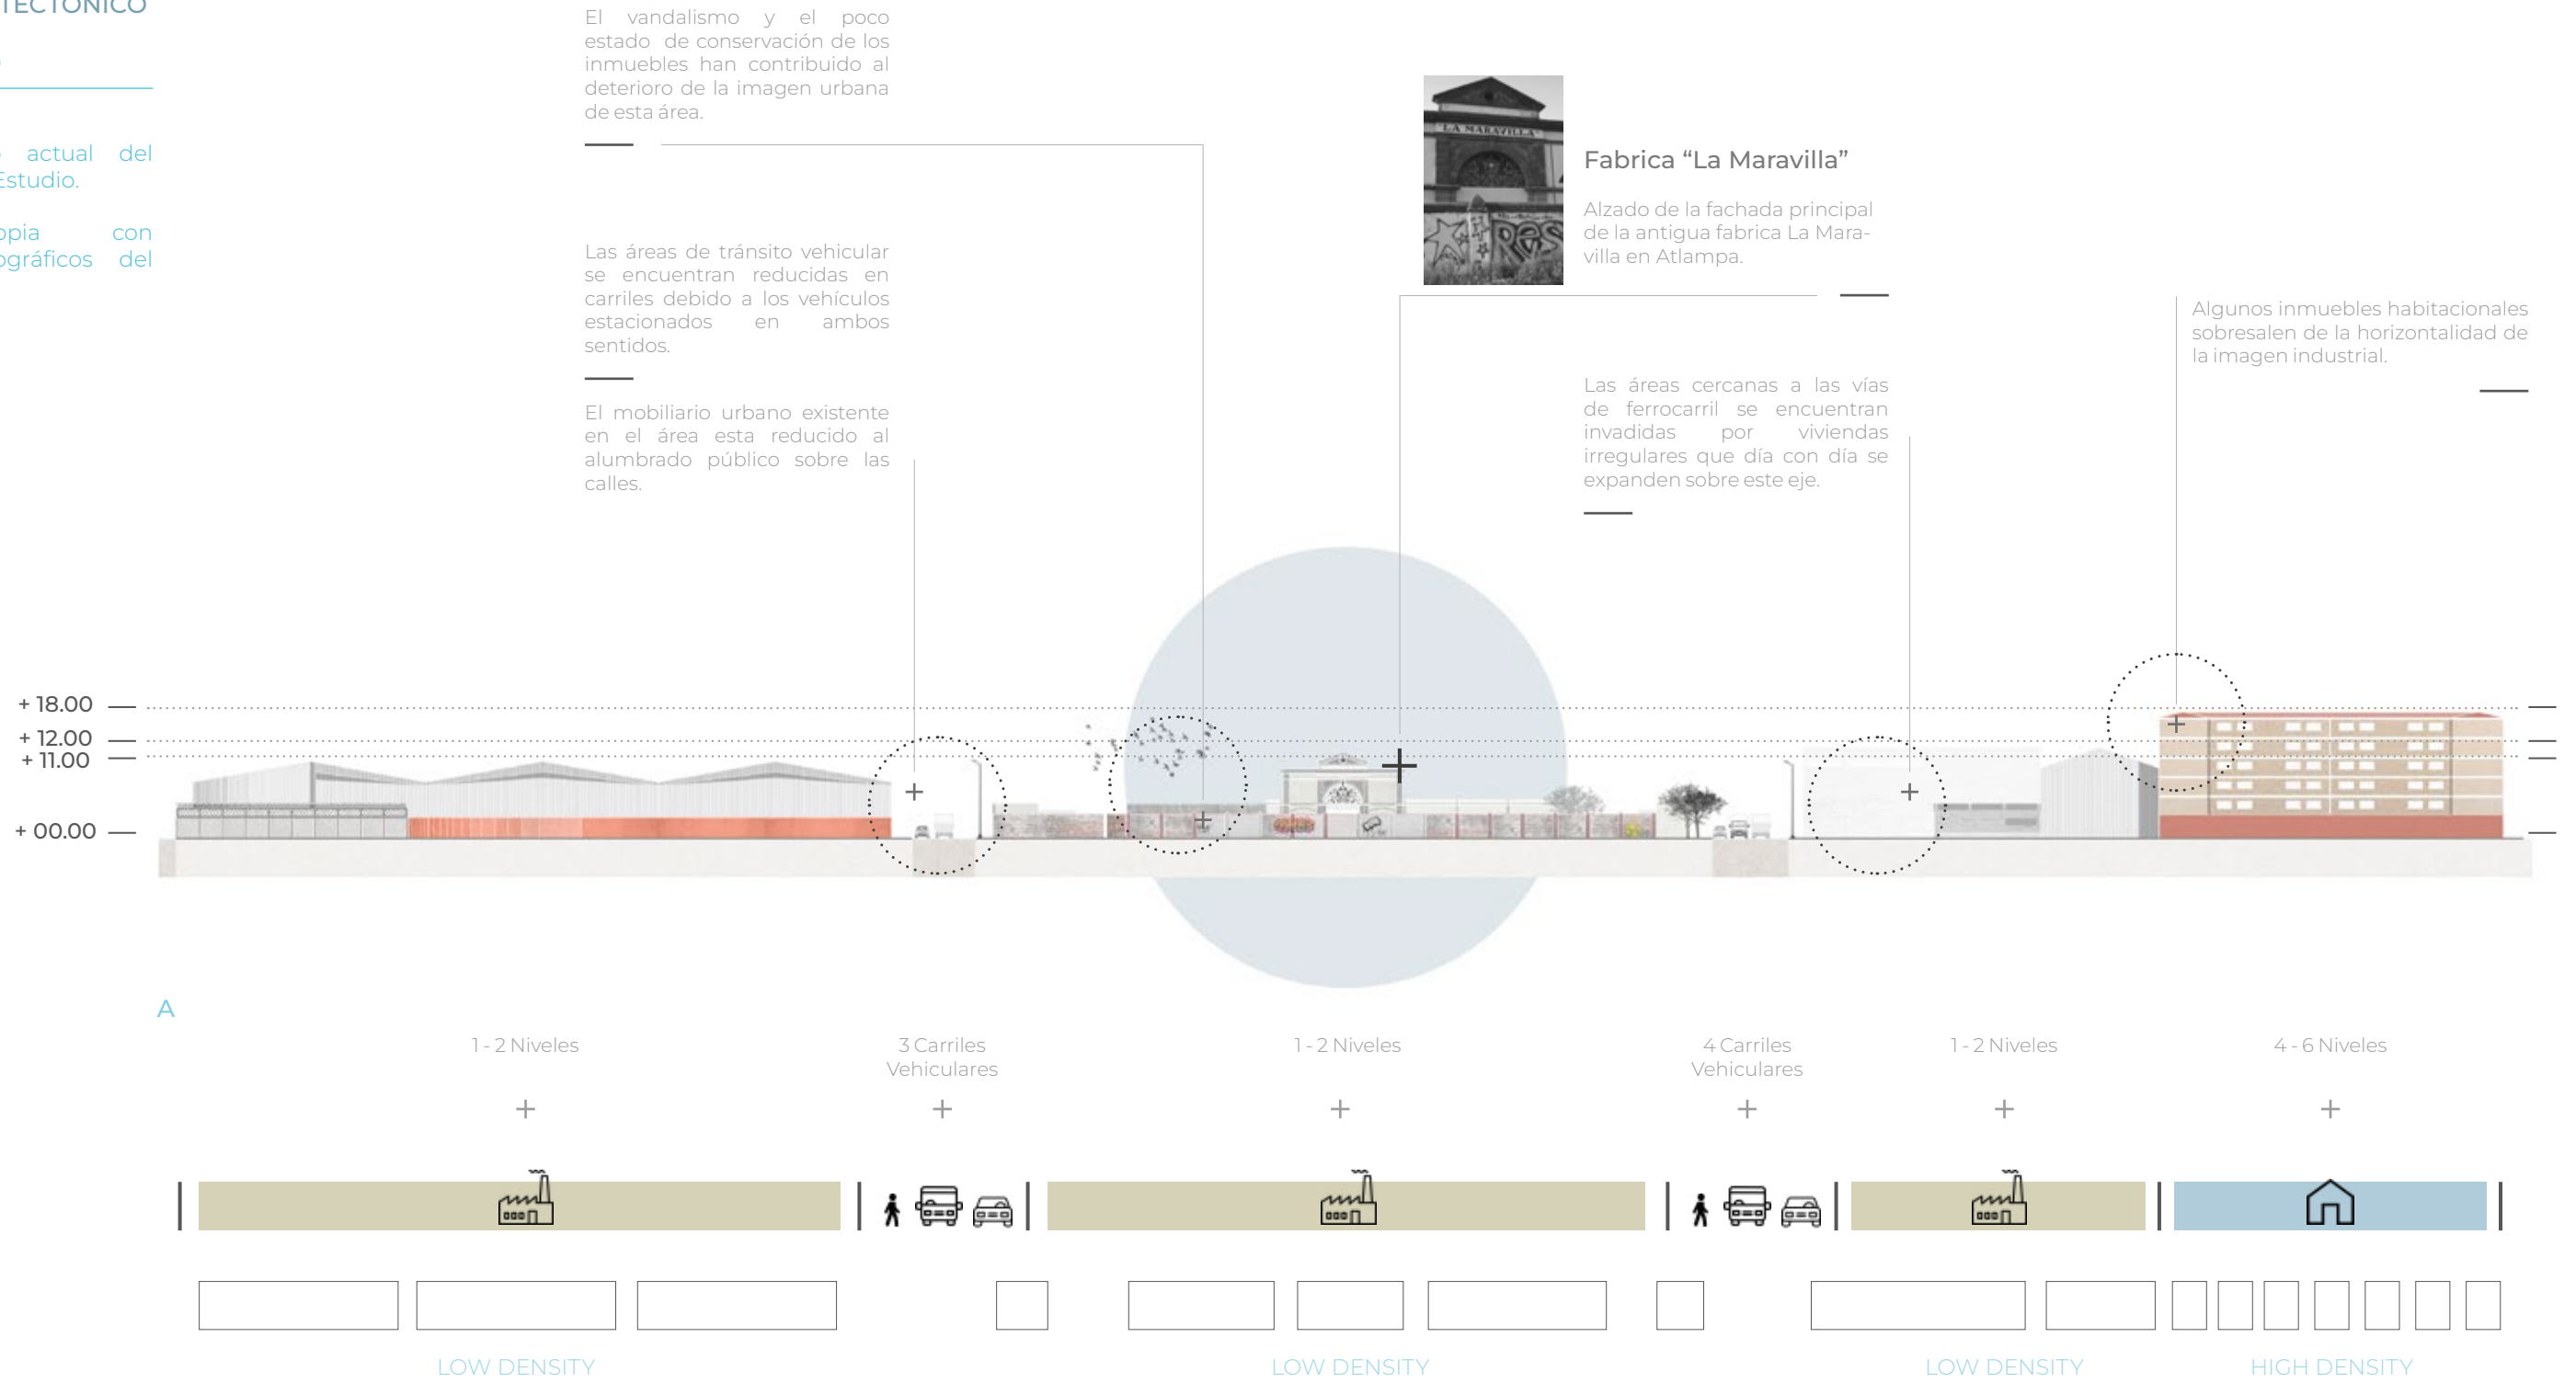 TECTÓNICO
actual del
Estudio.
con
del
El vandalismo y el poco
estado de conservación de los
inmuebles han contribuido al
deterioro de la imagen urbana
de esta área.
Las áreas de tránsito vehicular
se encuentran reducidas en
carriles debido a los vehículos
estacionados en ambos
sentidos.
El mobiliario urbano existente
en el área esta reducido al
alumbrado público sobre las
calles.
LA MARAVILLA
Fabrica “La Maravilla”
Alzado de la fachada principal
de la antigua fabrica La Mara-
villa en Atlampa.
Las áreas cercanas a las vías
de ferrocarril se encuentran
invadidas por viviendas
irregulares que día con día se
expanden sobre este eje.
Algunos inmuebles habitacionales
sobresalen de la horizontalidad de
la imagen industrial.
+ 18.00
+ 12.00
+ 11.00
+ 00.00
A
1 - 2 Niveles
3 Carriles
Vehiculares
1 - 2 Niveles
4 Carriles
Vehiculares
1 - 2 Niveles
4 - 6 Niveles
LOW DENSITY
LOW DENSITY
LOW DENSITY
HIGH DENSITY